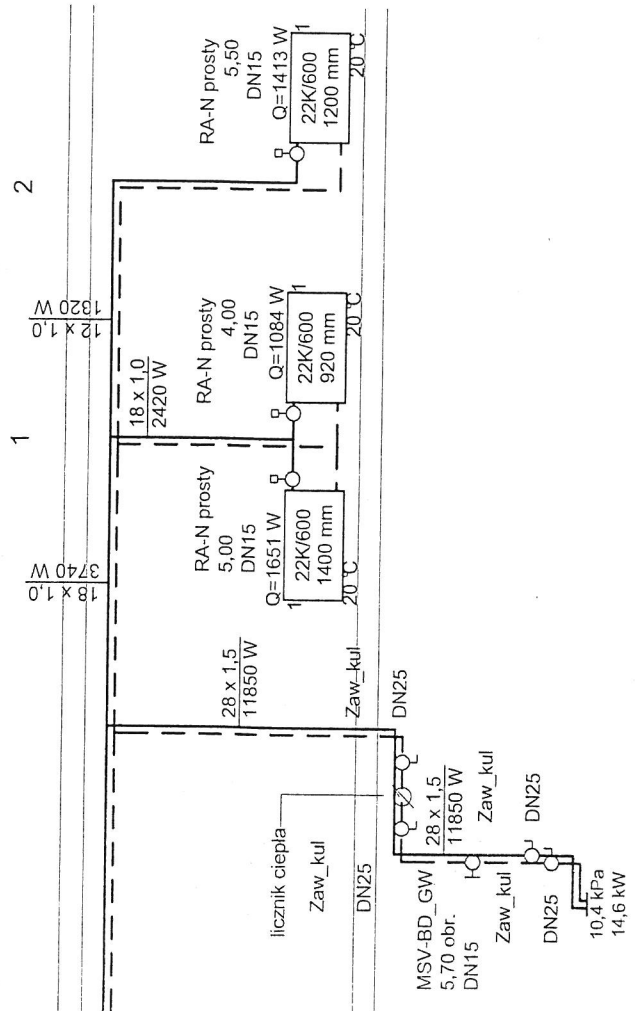 2
1
12 x 1,0
1320 W
18 x 1,0
3740 W
18 x 1,0
2420 W
RA-N prosty
5,50
DN15
Q=1413 W
1
22K/600
1200 mm
20 °C
RA-N prosty
4,00
DN15
Q=1084 W
1
22K/600
920 mm
20 °C
RA-N prosty
5,00
DN15
Q=1651 W
1
22K/600
1400 mm
20 °C
28 x 1,5
11850 W
Zaw_kul
DN25
licznik ciepła
Zaw_kul
DN25
28 x 1,5
11850 W
Zaw_kul
DN25
MSV-BD_GW
5,70 obr.
DN15
Zaw_kul
DN25
10,4 kPa
14,6 kW